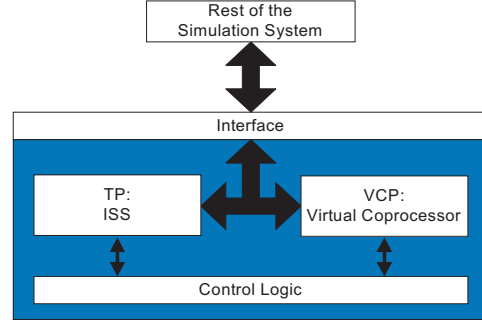 Rest of the
Simulation System
Interface
TP:
ISS
VCP:
Virtual Coprocessor
Control Logic